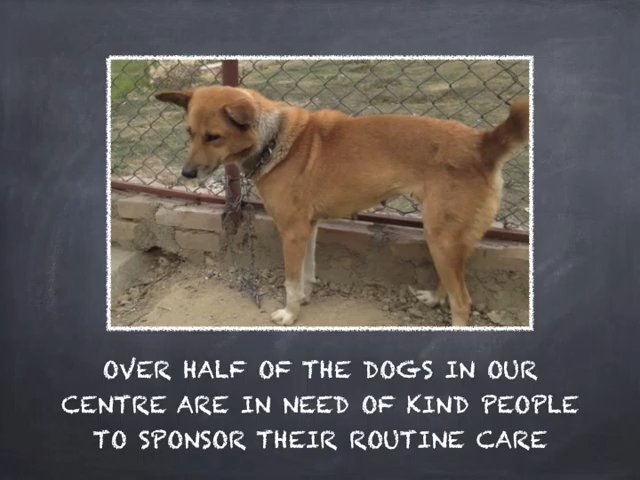 OVER HALF OF THE DOGS IN OUR
CENTRE ARE IN NEED OF KIND PEOPLE
TO SPONSOR THEIR ROUTINE CARE